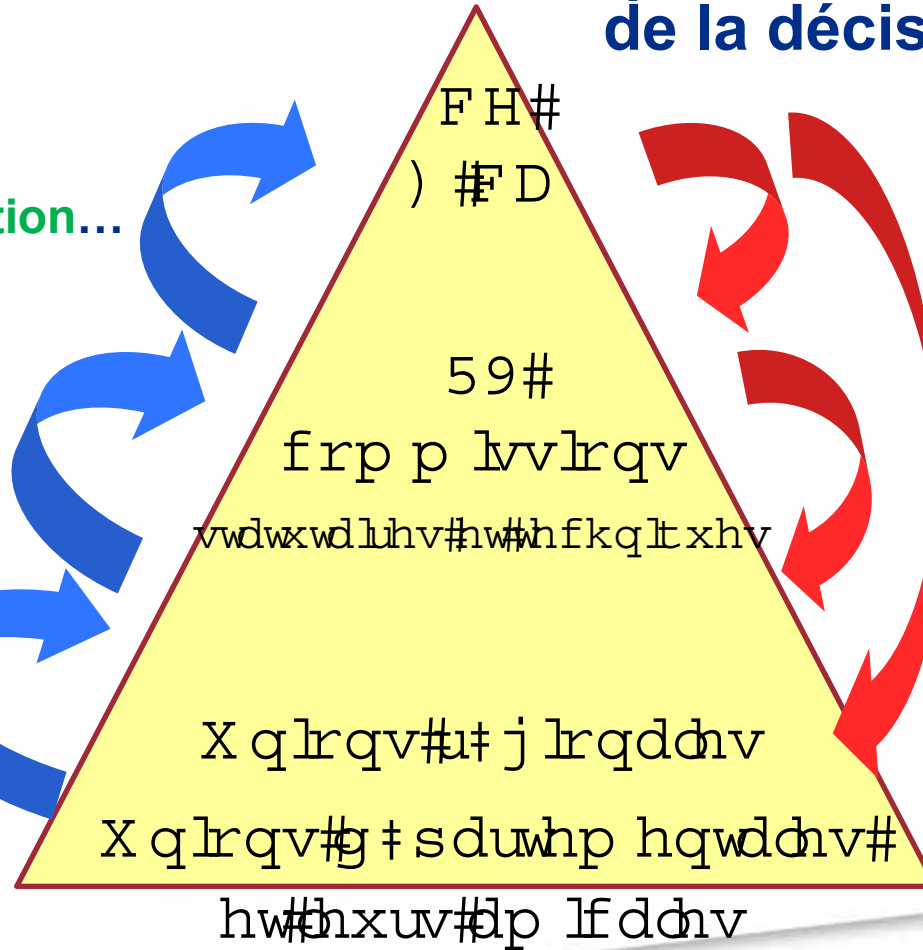 de la décis
FH#
)#FD
tion…
59#
frpplvvlrqv
vwdwxwdluhv#hw#whfkqltxhv
Xqlrqv#u‡jlrqdohv
Xqlrqv#g‡sduwhphqwdohv#
hw#ohxuv#dplfdohv